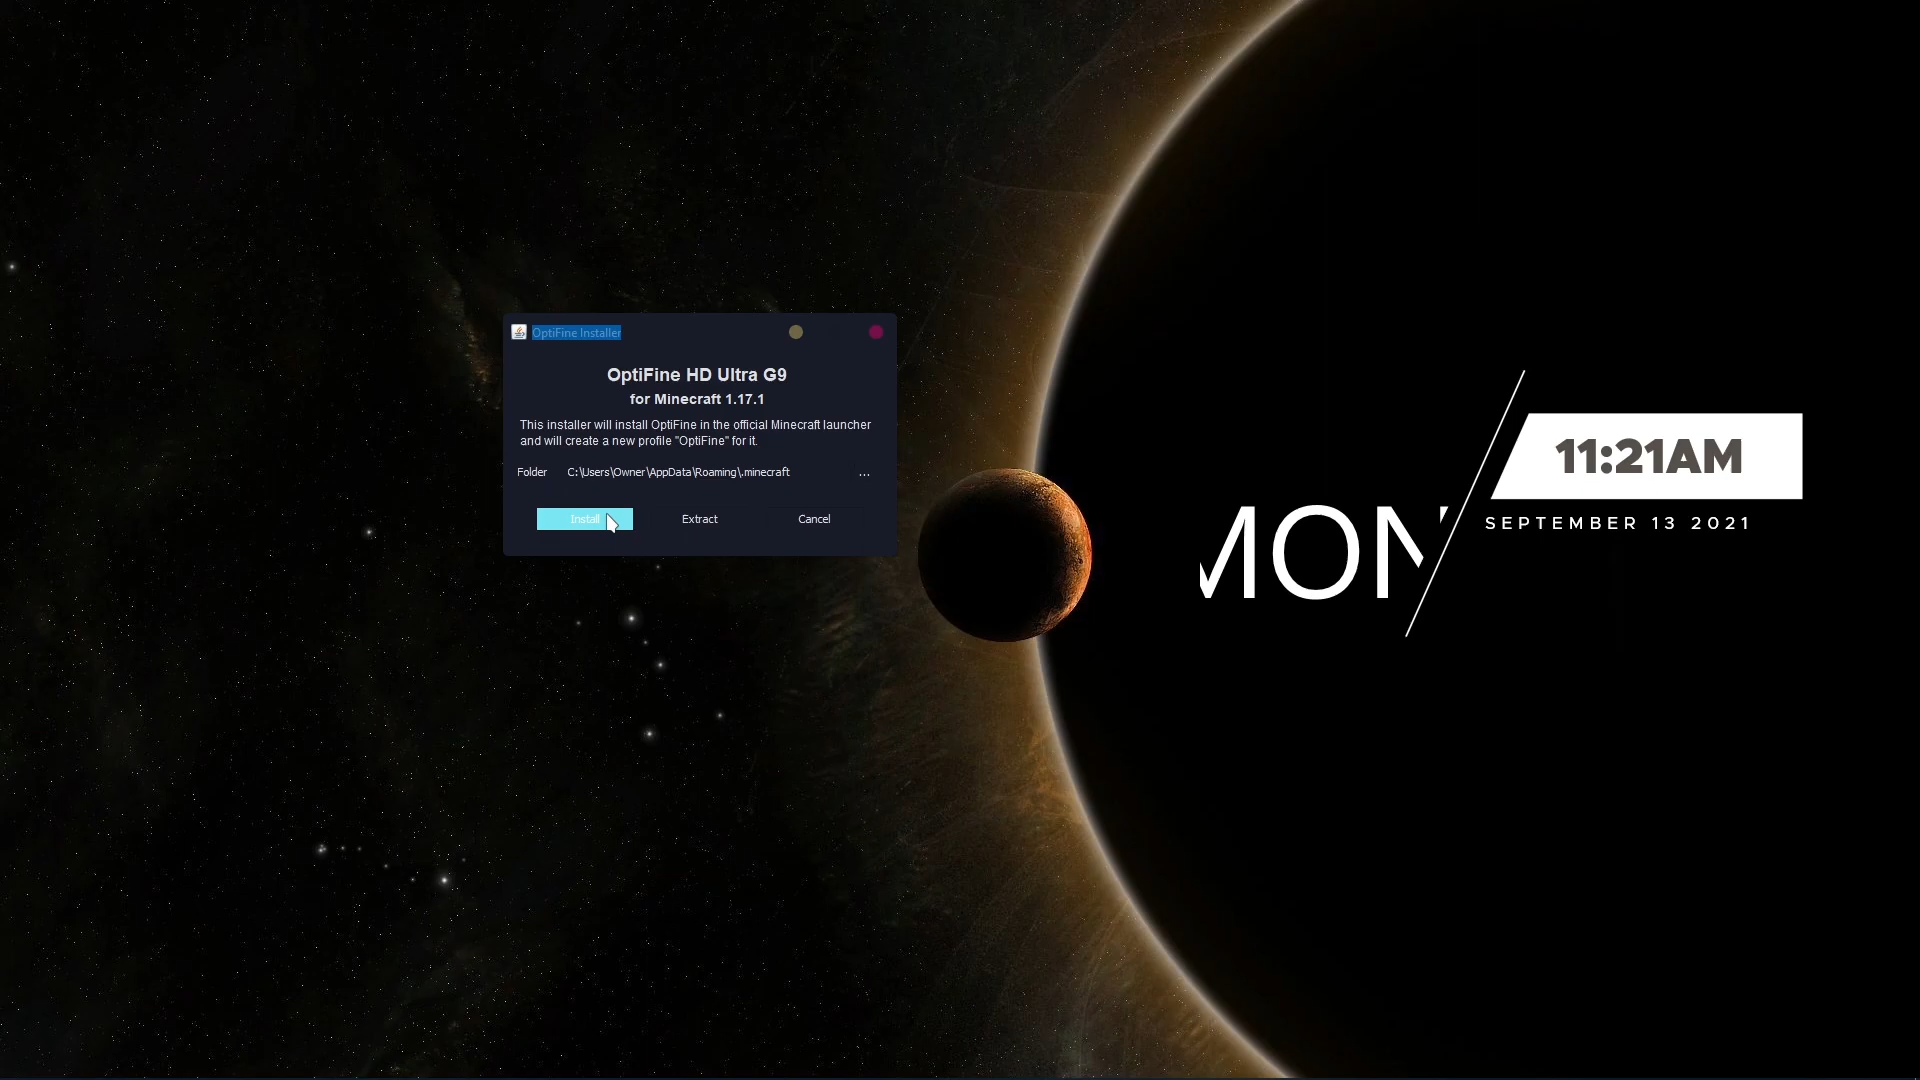 OptiFine Installer
OptiFine HD Ultra G9
for Minecraft 1.17.1
This installer will install OptiFine in the official Minecraft launcher
and will create a new profile "OptiFine" for it.
Folder C:\Users\Owner\AppData\Roaming\.minecraft ...
Install Extract Cancel
11:21AM
MON
SEPTEMBER 13 2021